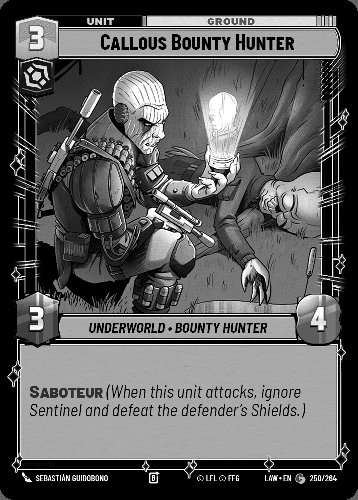 UNIT
GROUND
3
CALLOUS BOUNTY HUNTER
3
UNDERWORLD • BOUNTY HUNTER
4
SABOTEUR (When this unit attacks, ignore
Sentinel and defeat the defender's Shields.)
SEBASTIÁN GUIDOBONO
© LFL © FFG
LAW • EN
250/264